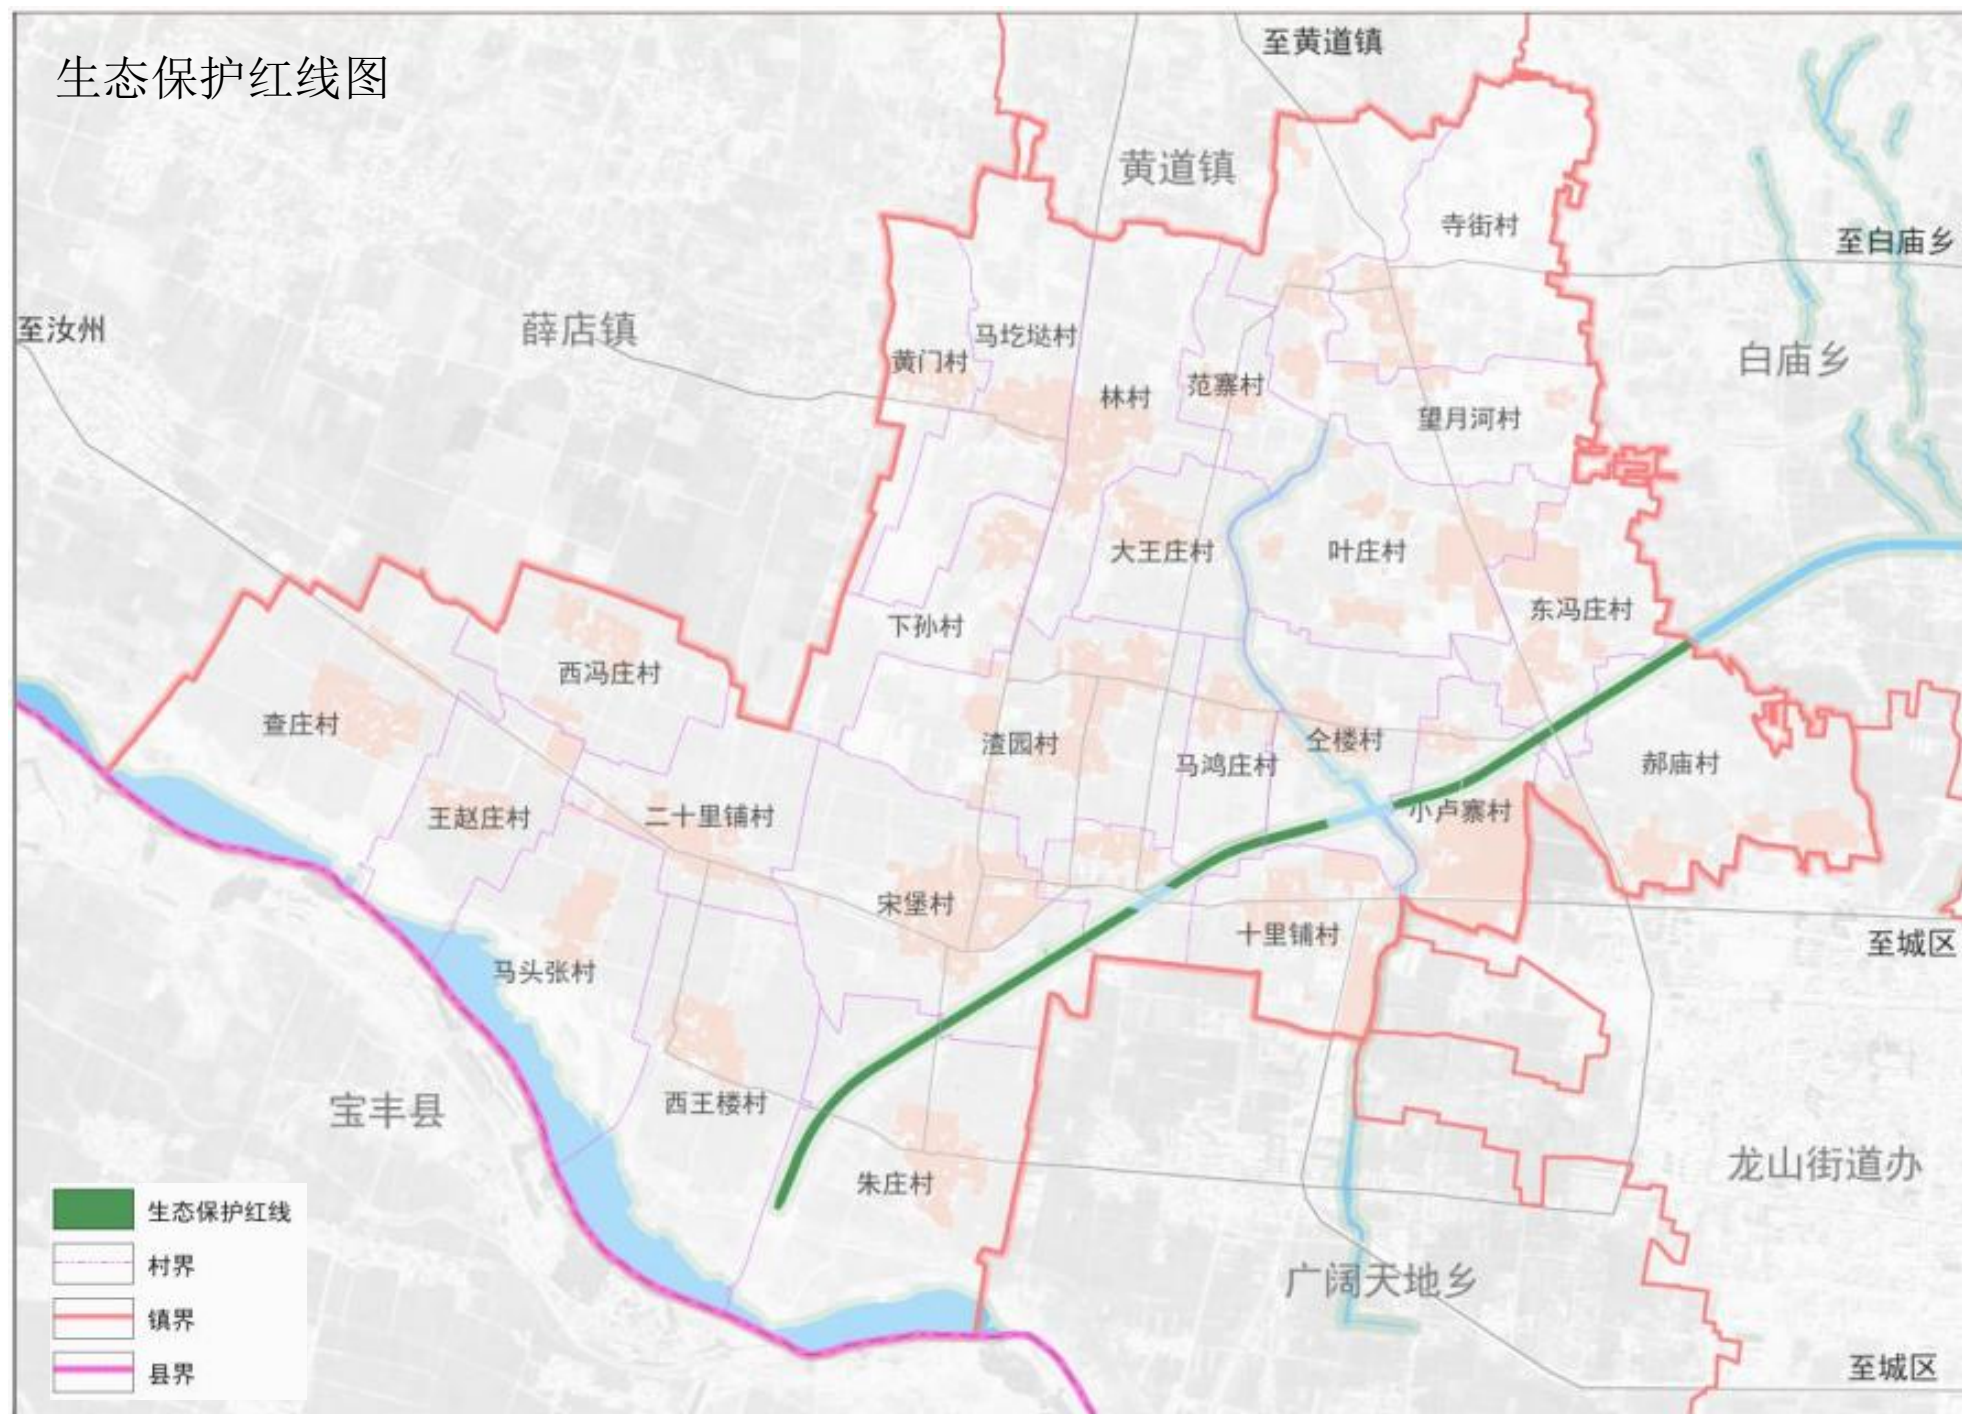 生态保护红线图
至黄道镇
黄道镇
寺街村
至白庙乡
至汝州
薛店镇
马圪垯村
黄门村
林村
范寨村
白庙乡
望月河村
大王庄村
叶庄村
东冯庄村
下孙村
西冯庄村
查庄村
渣园村
马鸿庄村
仝楼村
郝庙村
王赵庄村
二十里铺村
小卢寨村
宋堡村
十里铺村
至城区
马头张村
宝丰县
西王楼村
朱庄村
龙山街道办
广阔天地乡
至城区
生态保护红线
村界
镇界
县界